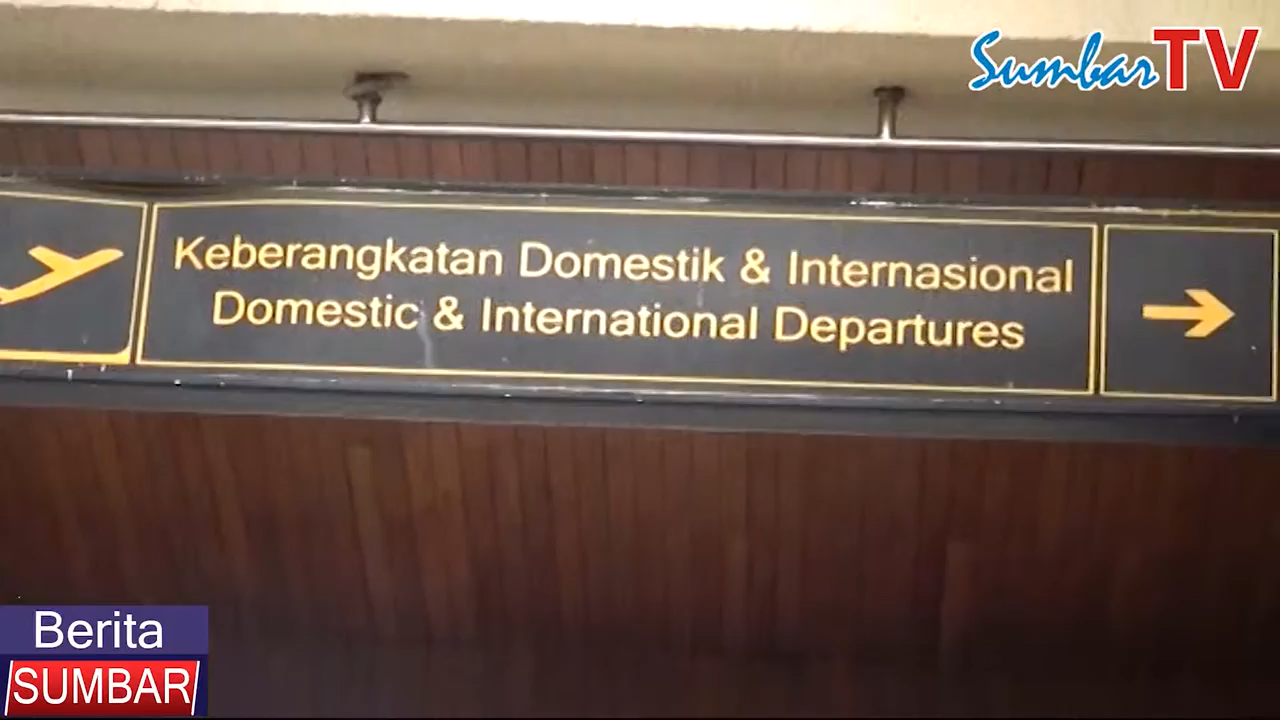 SumbarTV
Keberangkatan Domestik & Internasional
Domestic & International Departures
Berita
SUMBAR